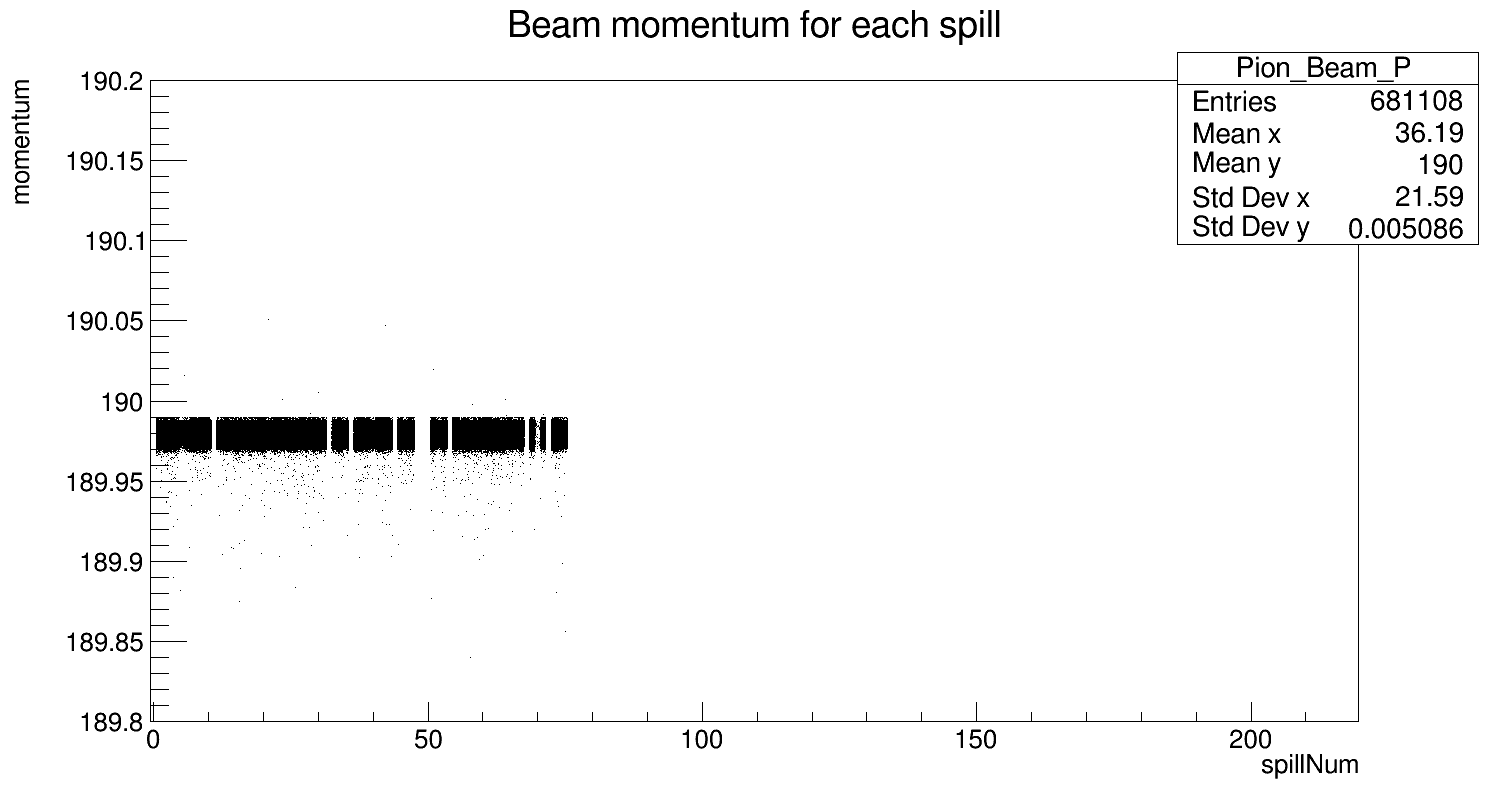 Beam momentum for each spill
Pion_Beam_P
Entries 681108
Mean x 36.19
Mean y 190
Std Dev x 21.59
Std Dev y 0.005086
momentum
190.2
190.15
190.1
190.05
190
189.95
189.9
189.85
189.8
0 50 100 150 200
spillNum